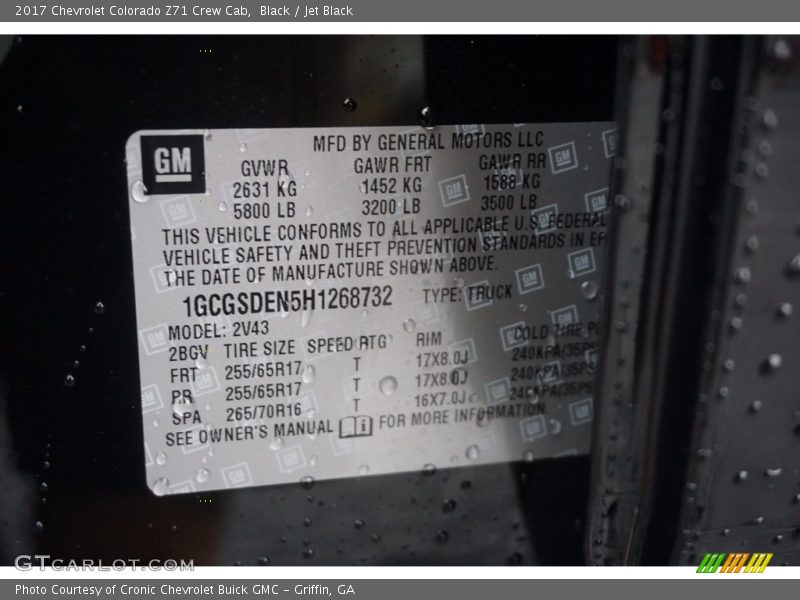 2017 Chevrolet Colorado Z71 Crew Cab, Black / Jet Black
GM
MFD BY GENERAL MOTORS LLC
GVWR GAWR FRT GAWR RR
2631 KG 1452 KG 1588 KG
5800 LB 3200 LB 3500 LB
THIS VEHICLE CONFORMS TO ALL APPLICABLE U.S. FEDERAL
VEHICLE SAFETY AND THEFT PREVENTION STANDARDS IN EF
THE DATE OF MANUFACTURE SHOWN ABOVE.
1GCGSDEN5H1268732 TYPE: TRUCK
MODEL: 2V43
2BGV TIRE SIZE SPEED RTG RIM COLD TIRE P
FRT 255/65R17 T 17X8.0J 240KPA(35PS
RR 255/65R17 T 17X8.0J 240KPA(35PS
SPA 265/70R16 T 16X7.0J 240KPA(35PS
SEE OWNER'S MANUAL FOR MORE INFORMATION
GTcarlot.com
Photo Courtesy of Cronic Chevrolet Buick GMC - Griffin, GA